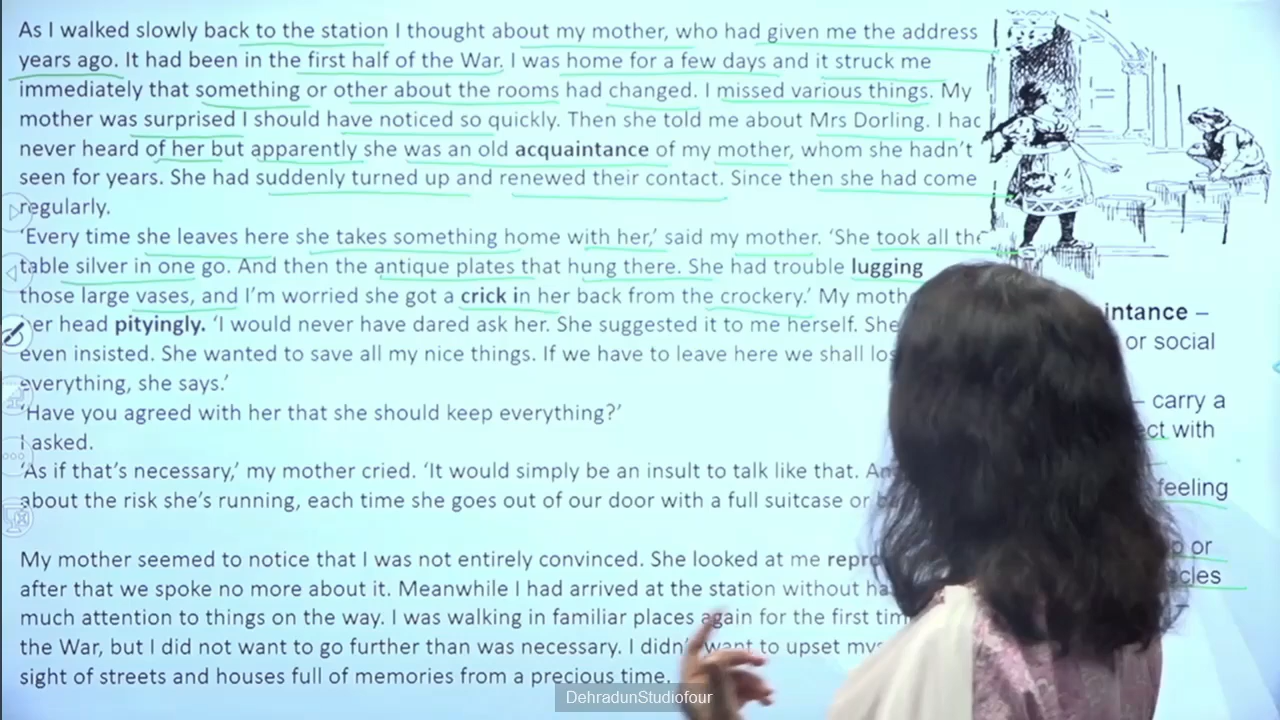 As I walked slowly back to the station I thought about my mother, who had given me the address
years ago. It had been in the first half of the War. I was home for a few days and it struck me
immediately that something or other about the rooms had changed. I missed various things. My
mother was surprised I should have noticed so quickly. Then she told me about Mrs Dorling. I had
never heard of her but apparently she was an old acquaintance of my mother, whom she hadn't
seen for years. She had suddenly turned up and renewed their contact. Since then she had come
regularly.
'Every time she leaves here she takes something home with her,' said my mother. 'She took all the
table silver in one go. And then the antique plates that hung there. She had trouble lugging
those large vases, and I'm worried she got a crick in her back from the crockery.' My
her head pityingly. 'I would never have dared ask her. She suggested it to me herself. She
even insisted. She wanted to save all my nice things. If we have to leave here we shall
everything, she says.'
'Have you agreed with her that she should keep everything?'
I asked.
'As if that's necessary,' my mother cried. 'It would simply be an insult to talk like that.
about the risk she's running, each time she goes out of our door with a full suitcase or
My mother seemed to notice that I was not entirely convinced. She looked at me
after that we spoke no more about it. Meanwhile I had arrived at the station without
much attention to things on the way. I was walking in familiar places again for the first
the War, but I did not want to go further than was necessary. I didn't want to upset
sight of streets and houses full of memories from a precious time.
–
or social
– carry a
with
feeling
or
DehradunStudiofour